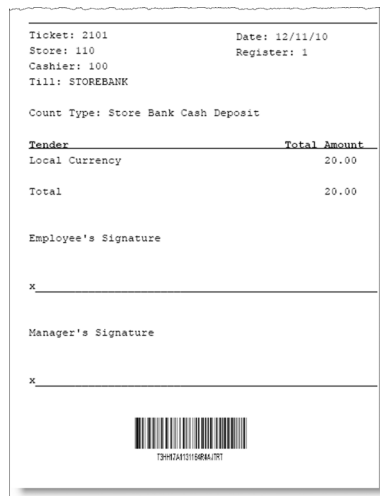 Ticket: 2101 Date: 12/11/10
Store: 110 Register: 1
Cashier: 100
Till: STOREBANK
Count Type: Store Bank Cash Deposit
Tender Total Amount
Local Currency 20.00
Total 20.00
Employee's Signature
x
Manager's Signature
x